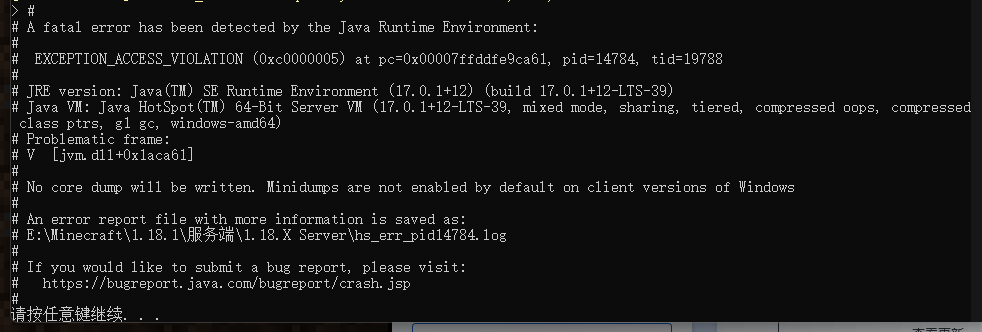 > #
# A fatal error has been detected by the Java Runtime Environment:
#
#  EXCEPTION_ACCESS_VIOLATION (0xc0000005) at pc=0x00007ffddfe9ca61, pid=14784, tid=19788
#
# JRE version: Java(TM) SE Runtime Environment (17.0.1+12) (build 17.0.1+12-LTS-39)
# Java VM: Java HotSpot(TM) 64-Bit Server VM (17.0.1+12-LTS-39, mixed mode, sharing, tiered, compressed oops, compressed
class ptrs, g1 gc, windows-amd64)
# Problematic frame:
# V  [jvm.dll+0x1aca61]
#
# No core dump will be written. Minidumps are not enabled by default on client versions of Windows
#
# An error report file with more information is saved as:
# E:\Minecraft\1.18.1\服务端\1.18.X Server\hs_err_pid14784.log
#
# If you would like to submit a bug report, please visit:
#   https://bugreport.java.com/bugreport/crash.jsp
#
请按任意键继续. . .